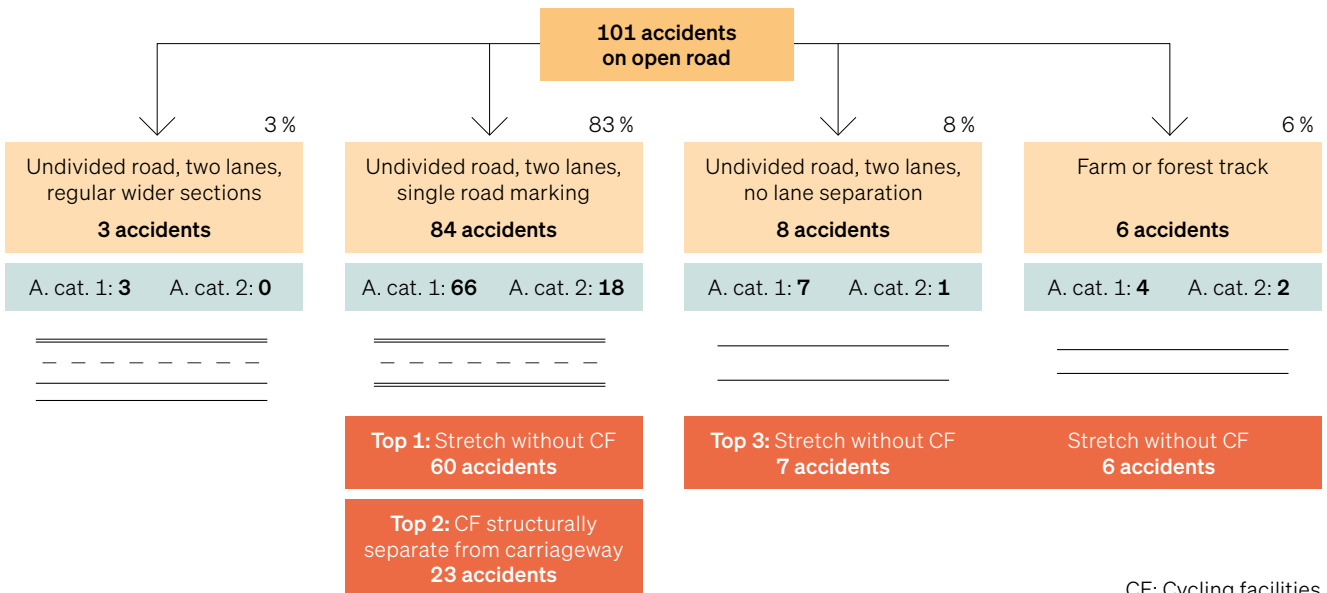 101 accidents
on open road
3 %
83 %
8 %
6 %
Undivided road, two lanes,
regular wider sections
3 accidents
Undivided road, two lanes,
single road marking
84 accidents
Undivided road, two lanes,
no lane separation
8 accidents
Farm or forest track
6 accidents
A. cat. 1: 3 A. cat. 2: 0
A. cat. 1: 66 A. cat. 2: 18
A. cat. 1: 7 A. cat. 2: 1
A. cat. 1: 4 A. cat. 2: 2
Top 1: Stretch without CF
60 accidents
Top 3: Stretch without CF
7 accidents
Stretch without CF
6 accidents
Top 2: CF structurally
separate from carriageway
23 accidents
CF: Cycling facilities